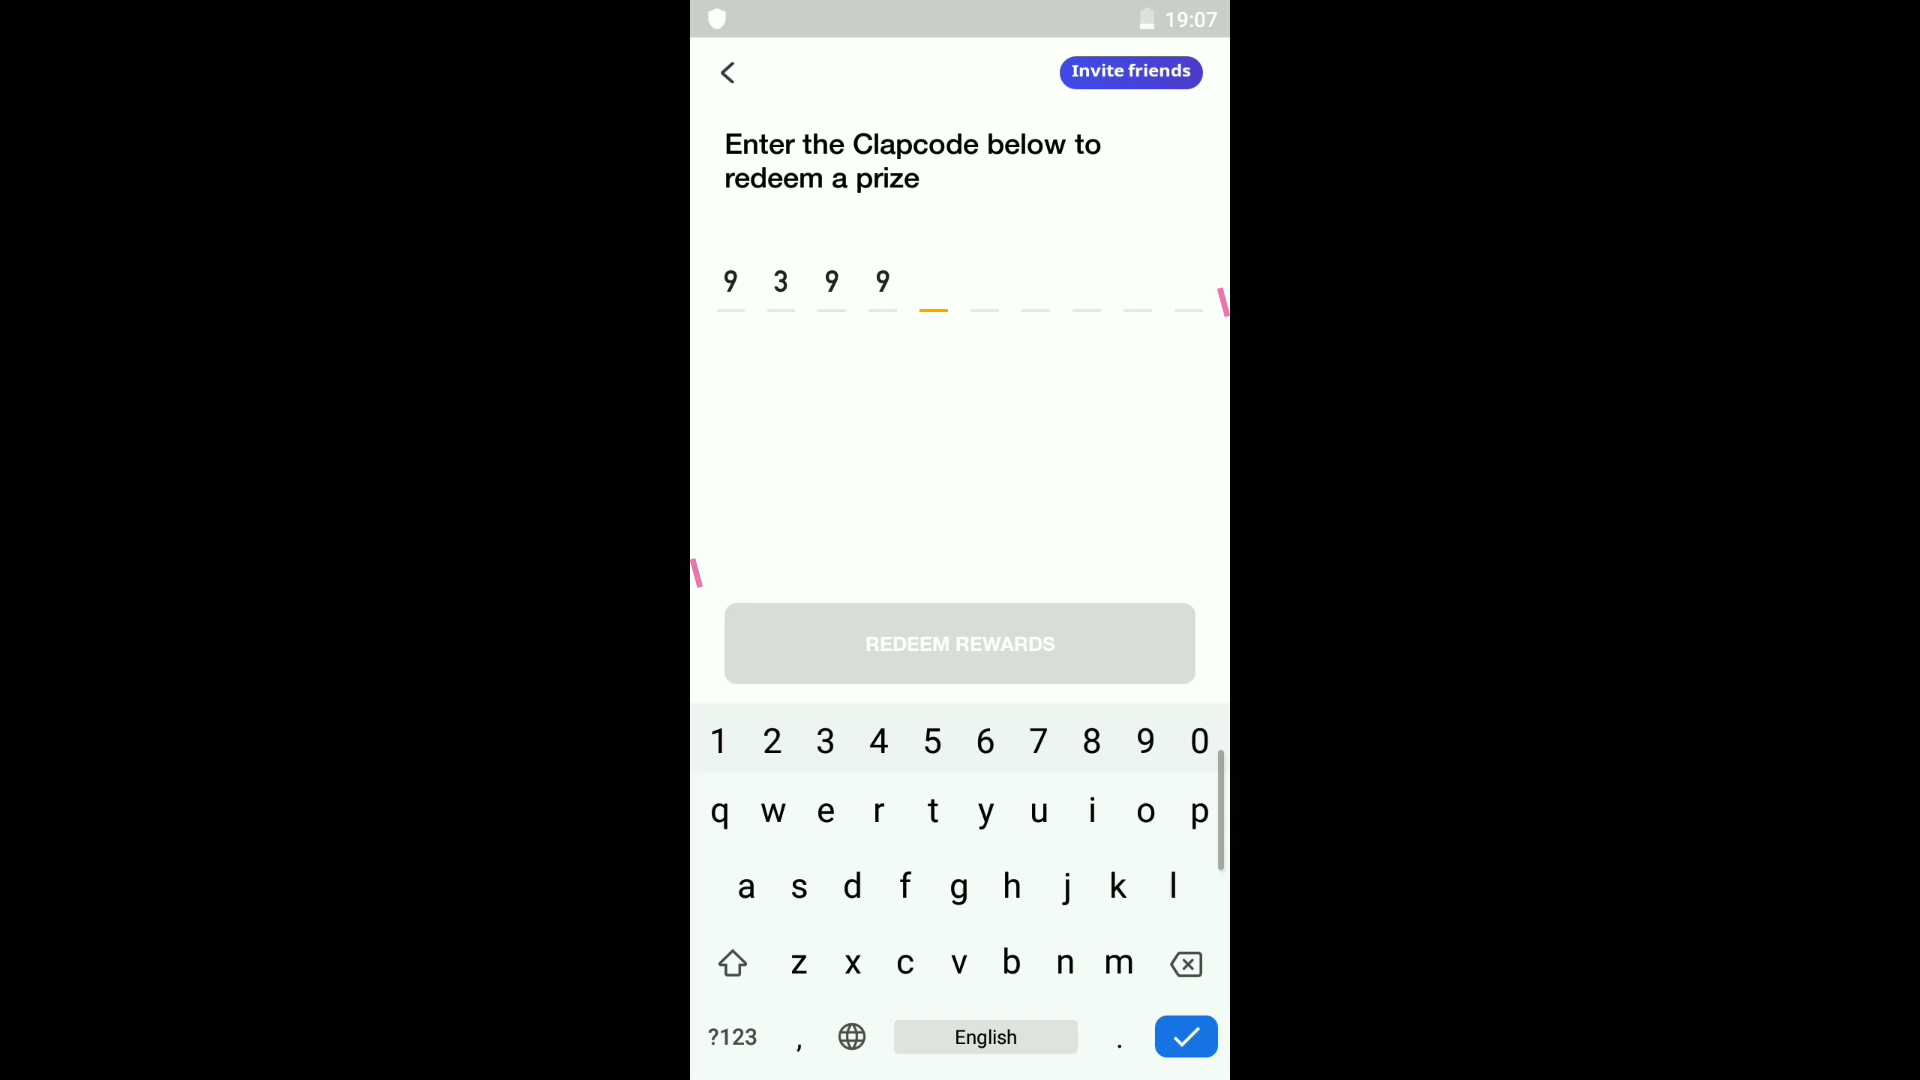 19:07
Invite friends
Enter the Clapcode below to
redeem a prize
9 3 9 9
REDEEM REWARDS
1 2 3 4 5 6 7 8 9 0
q w e r t y u i o p
a s d f g h j k l
z x c v b n m
?123 , English .